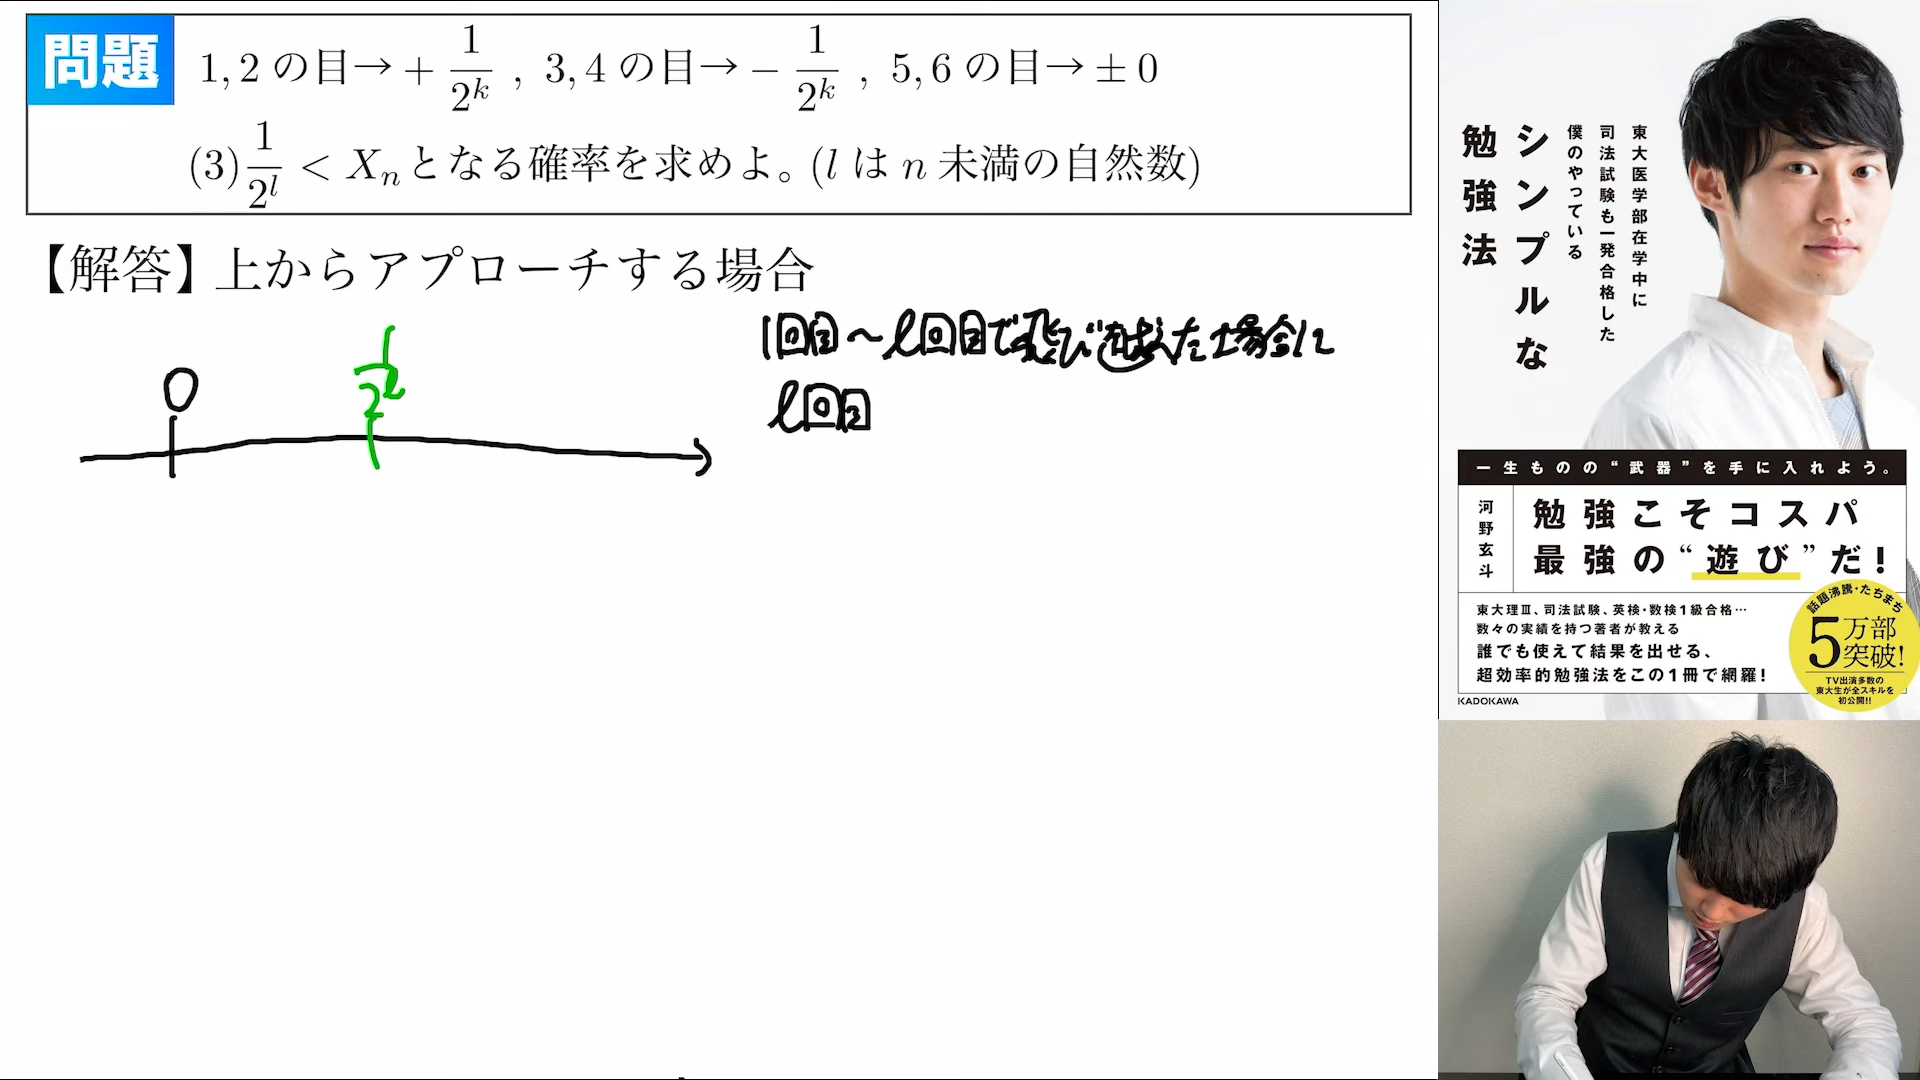 問題
1, 2 の目→ + 1/2^k , 3, 4 の目→ − 1/2^k , 5, 6 の目→ ± 0
(3) 1/2^l < X_n となる確率を求めよ。(l は n 未満の自然数)
【解答】上からアプローチする場合
1回目～l回目で飛び越えた場合に
l回目
0
1/2^l
東大医学部在学中に
司法試験も一発合格した
僕のやっている
シンプルな
勉強法
一生ものの“武器”を手に入れよう。
河野玄斗
勉強こそコスパ
最強の“遊び”だ!
東大理Ⅲ、司法試験、英検・数検1級合格…
数々の実績を持つ著者が教える
誰でも使えて結果を出せる、
超効率的勉強法をこの1冊で網羅!
KADOKAWA
話題沸騰・たちまち
5万部
突破!
TV出演多数の
東大生が全スキルを
初公開!!